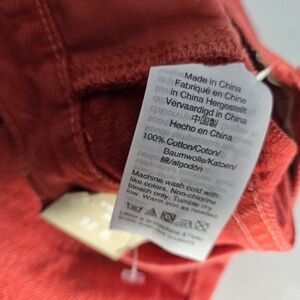 Made in China
Fabriqué en Chine
in China Hergestellt
Vervaardigd in China
中国製
Hecho en China
100% Cotton/Coton/
Baumwolle/Katoen/
綿/algodón
Machine wash cold with
like colors. Non-chlorine
bleach only. Tumble dry
low. Warm iron as needed.